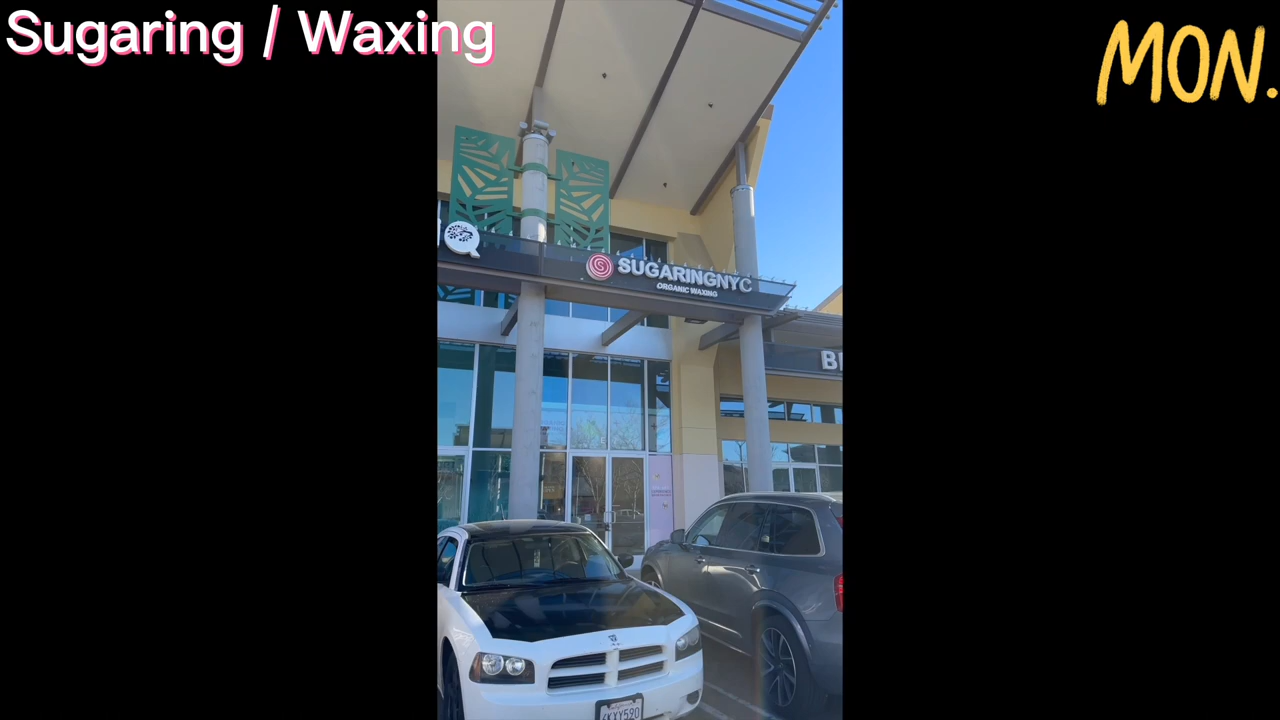 Sugaring / Waxing
MON.
Q
SUGARINGNYC
ORGANIC WAXING